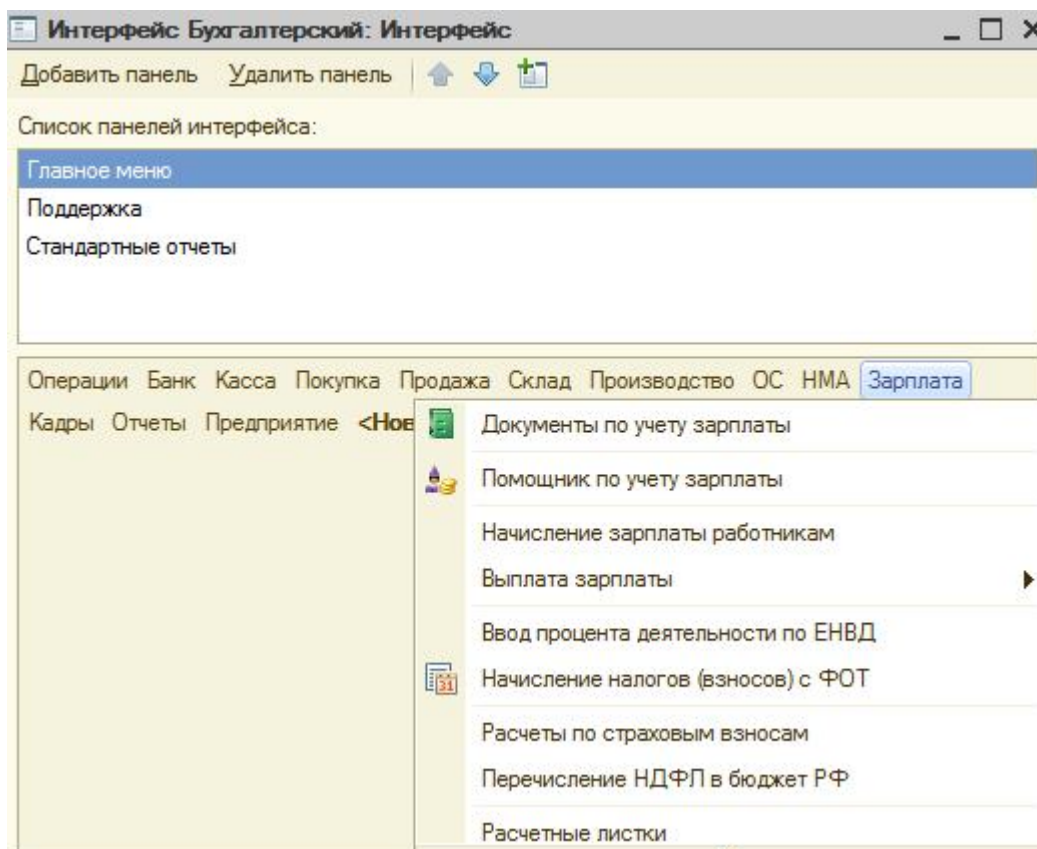 Интерфейс Бухгалтерский: Интерфейс
Добавить панель Удалить панель
Список панелей интерфейса:
Главное меню
Поддержка
Стандартные отчеты
Операции Банк Касса Покупка Продажа Склад Производство ОС НМА Зарплата
Кадры Отчеты Предприятие <Нов
Документы по учету зарплаты
Помощник по учету зарплаты
Начисление зарплаты работникам
Выплата зарплаты
Ввод процента деятельности по ЕНВД
31
Начисление налогов (взносов) с ФОТ
Расчеты по страховым взносам
Перечисление НДФЛ в бюджет РФ
Расчетные листки